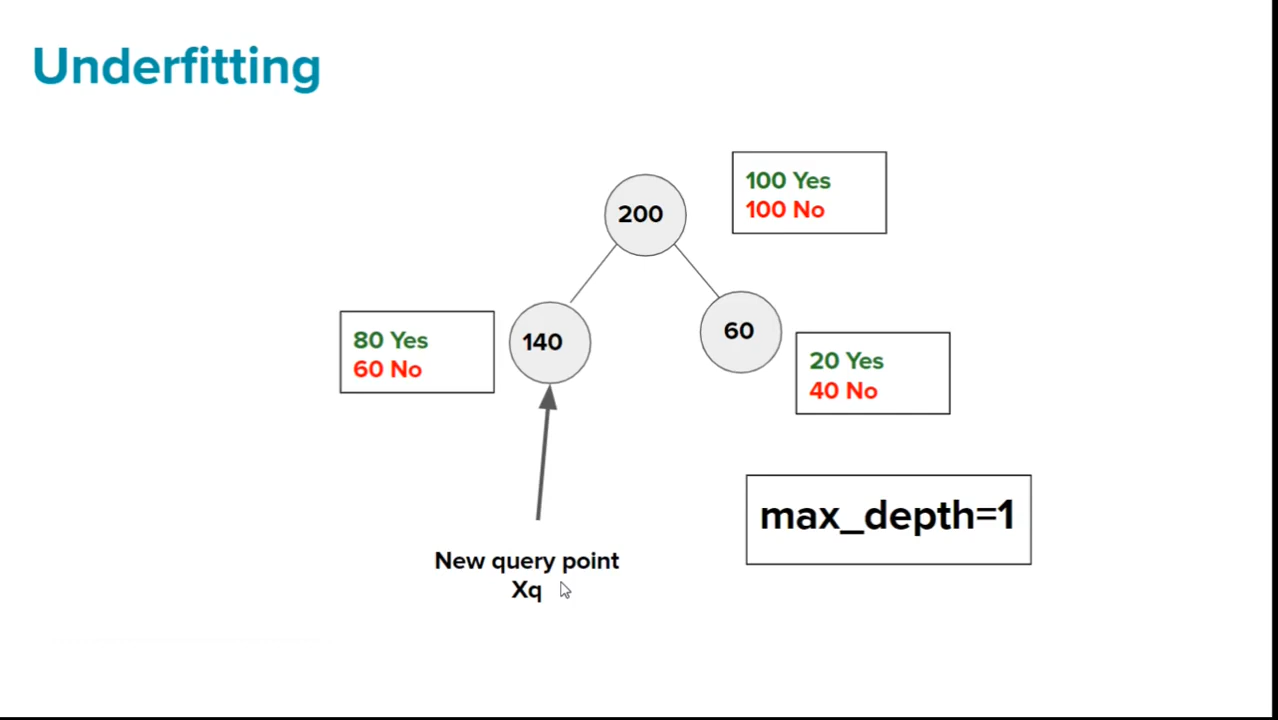 Underfitting
200
100 Yes
100 No
80 Yes
60 No
140
60
20 Yes
40 No
max_depth=1
New query point
Xq